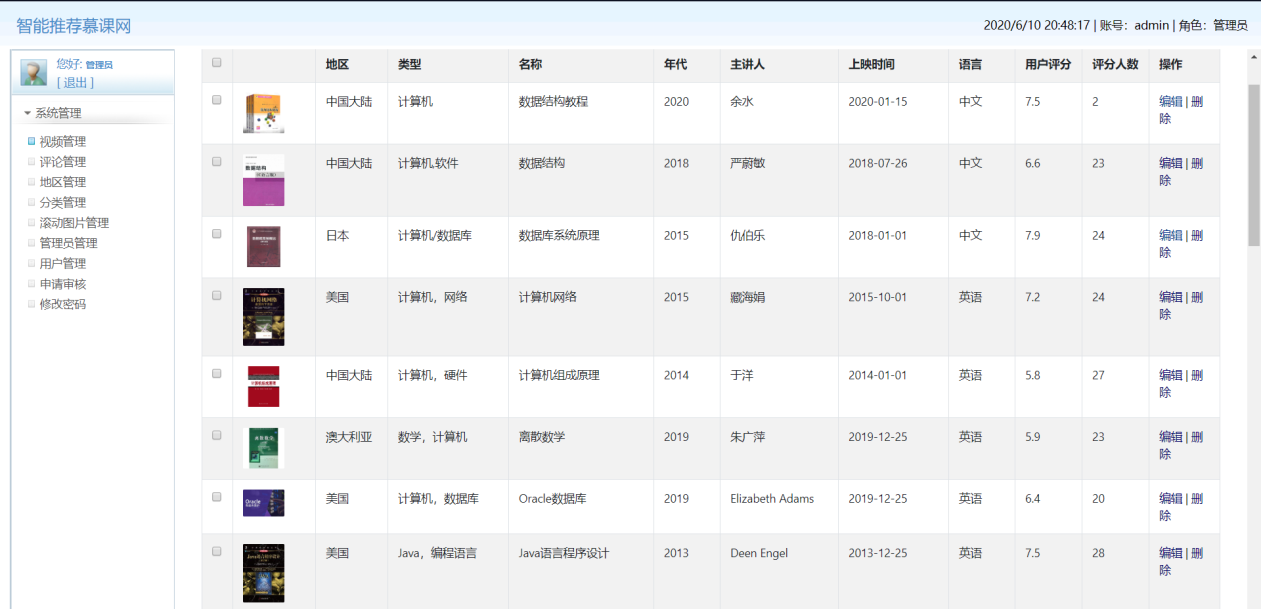 智能推荐慕课网
2020/6/10 20:48:17 | 账号：admin | 角色：管理员
您好: 管理员
[ 退出 ]
系统管理
视频管理
评论管理
地区管理
分类管理
滚动图片管理
管理员管理
用户管理
申请审核
修改密码
地区 类型 名称 年代 主讲人 上映时间 语言 用户评分 评分人数 操作
中国大陆 计算机 数据结构教程 2020 余水 2020-01-15 中文 7.5 2 编辑 | 删
除
中国大陆 计算机.软件 数据结构 2018 严蔚敏 2018-07-26 中文 6.6 23 编辑 | 删
除
日本 计算机/数据库 数据库系统原理 2015 仇伯乐 2018-01-01 中文 7.9 24 编辑 | 删
除
美国 计算机，网络 计算机网络 2015 臧海娟 2015-10-01 英语 7.2 24 编辑 | 删
除
中国大陆 计算机，硬件 计算机组成原理 2014 于洋 2014-01-01 英语 5.8 27 编辑 | 删
除
澳大利亚 数学，计算机 离散数学 2019 朱广萍 2019-12-25 英语 5.9 23 编辑 | 删
除
美国 计算机，数据库 Oracle数据库 2019 Elizabeth Adams 2019-12-25 英语 6.4 20 编辑 | 删
除
美国 Java，编程语言 Java语言程序设计 2013 Deen Engel 2013-12-25 英语 7.5 28 编辑 | 删
除
数据结构
计算机网络
离散数学
Oracle